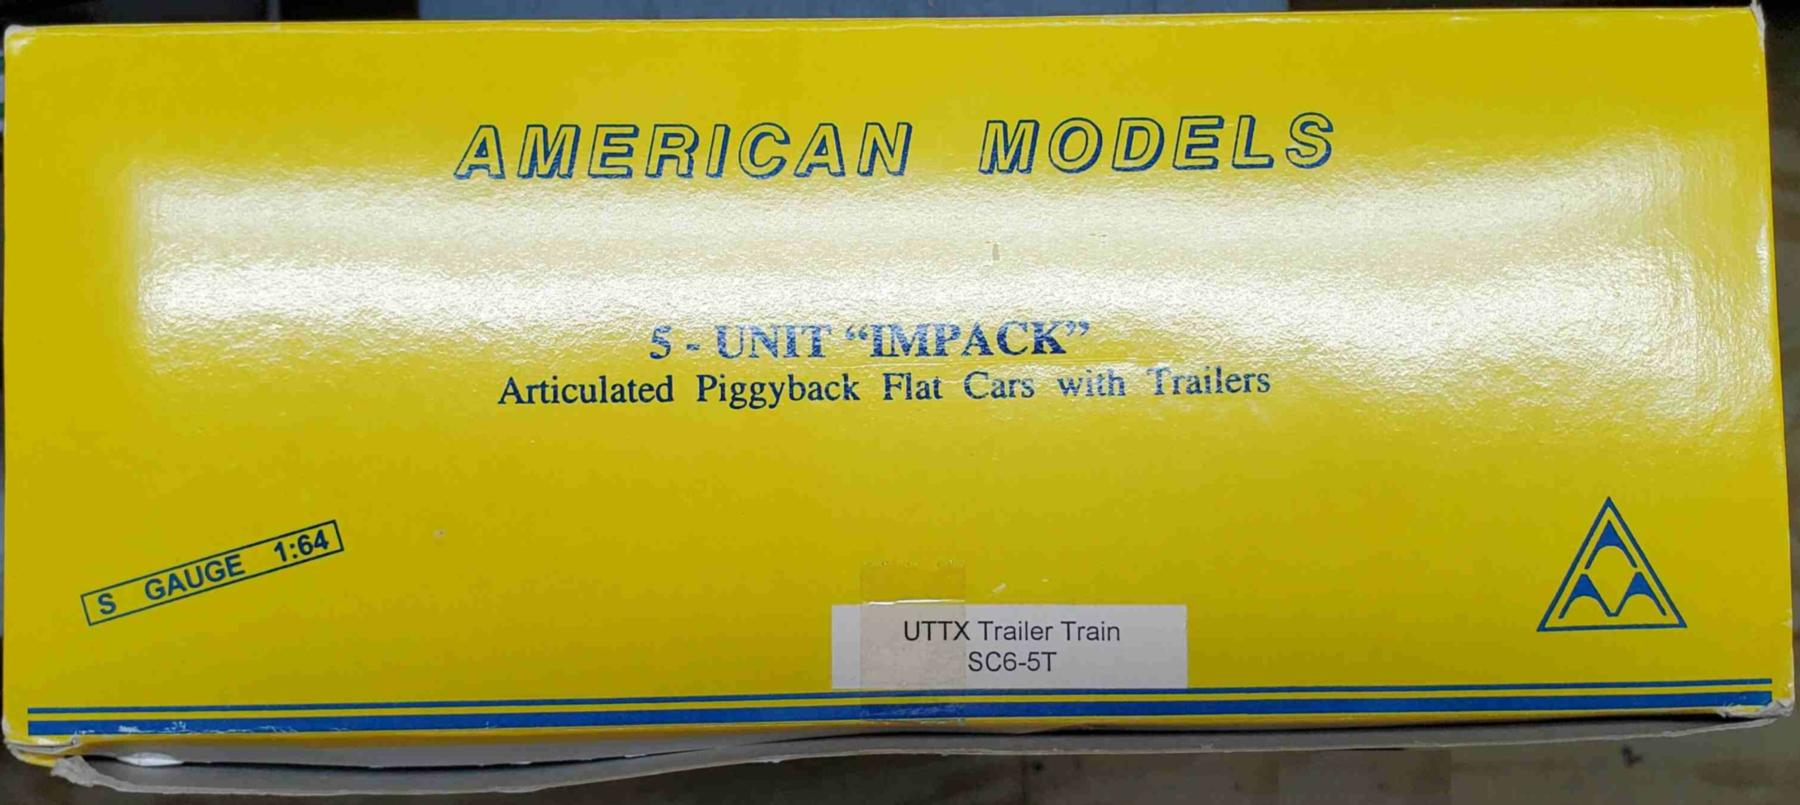 AMERICAN MODELS
5 - UNIT “IMPACK”
Articulated Piggyback Flat Cars with Trailers
S GAUGE 1:64
UTTX Trailer Train
SC6-5T